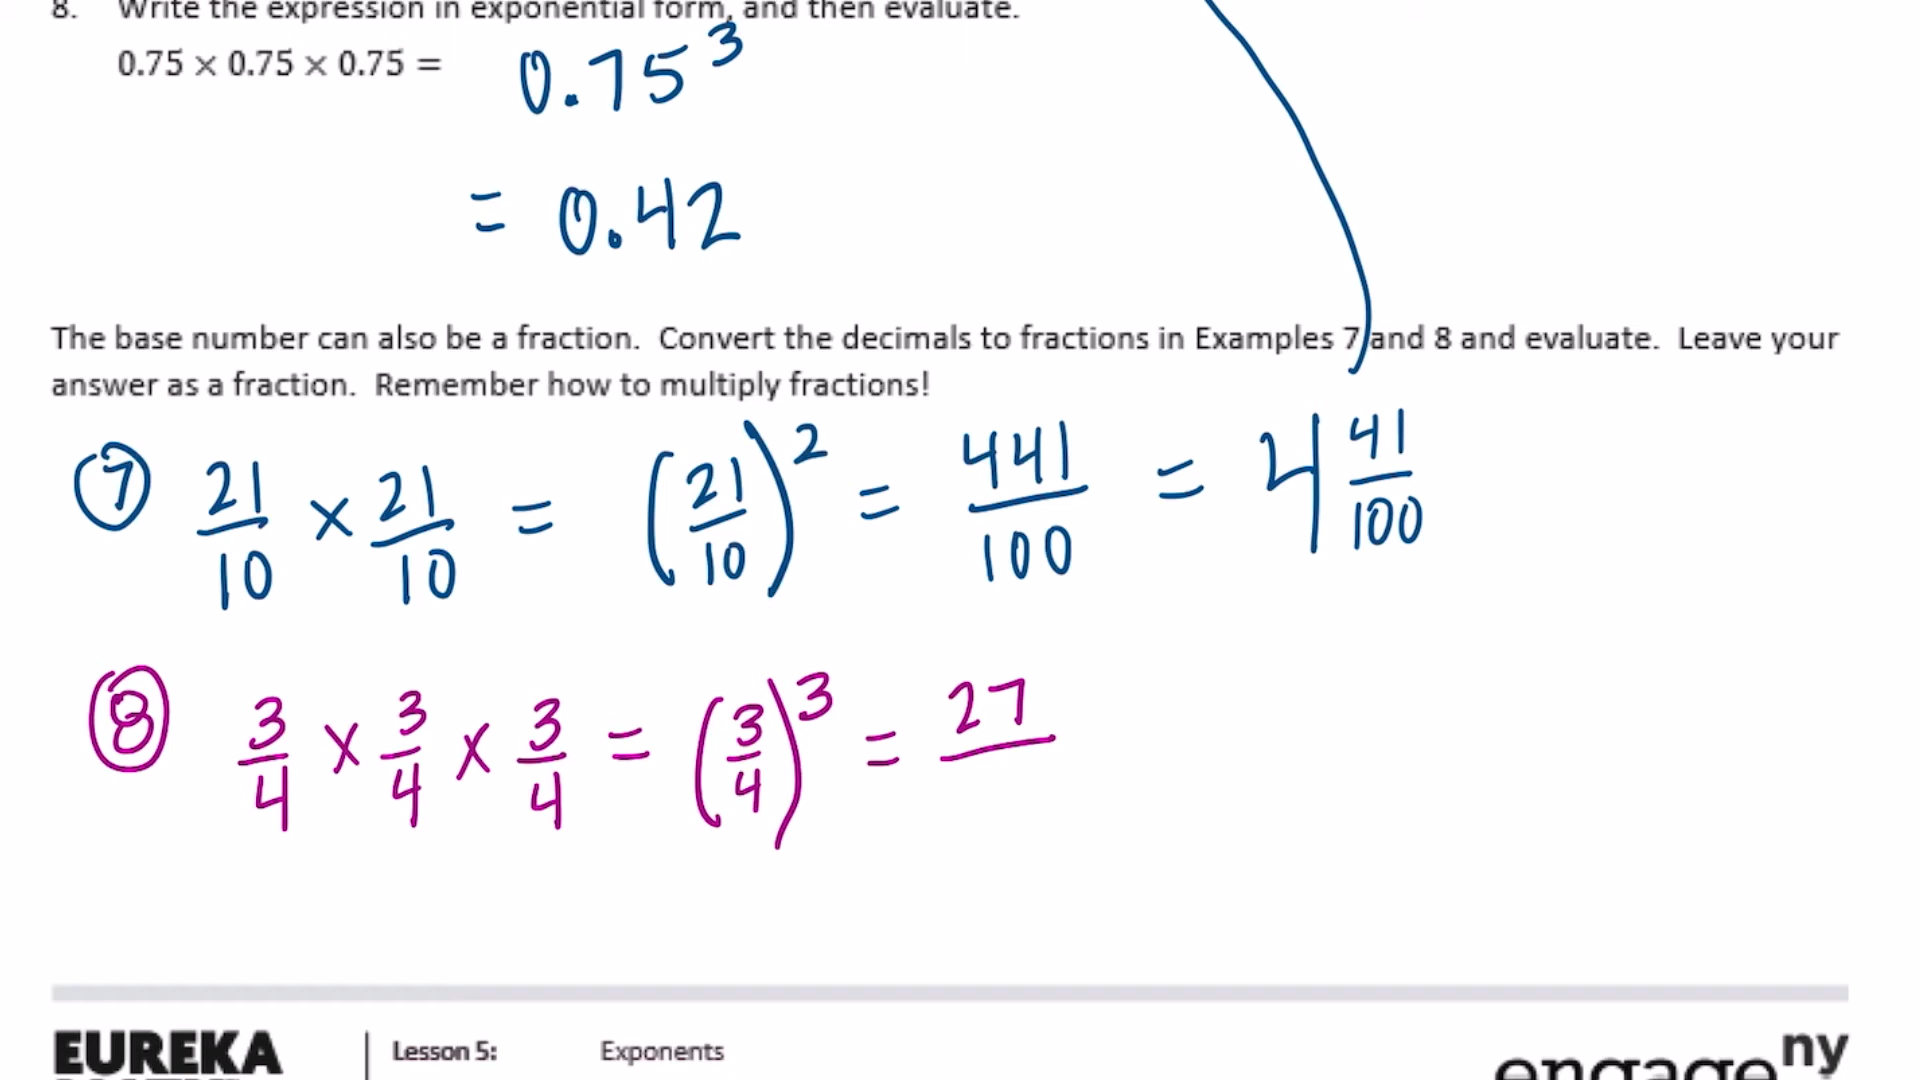 8. Write the expression in exponential form, and then evaluate.
0.75 × 0.75 × 0.75 = 0.75³
= 0.42
The base number can also be a fraction. Convert the decimals to fractions in Examples 7 and 8 and evaluate. Leave your
answer as a fraction. Remember how to multiply fractions!
⑦ 21/10 × 21/10 = (21/10)² = 441/100 = 4 41/100
⑧ 3/4 × 3/4 × 3/4 = (3/4)³ = 27/
EUREKA
Lesson 5: Exponents
engage ny